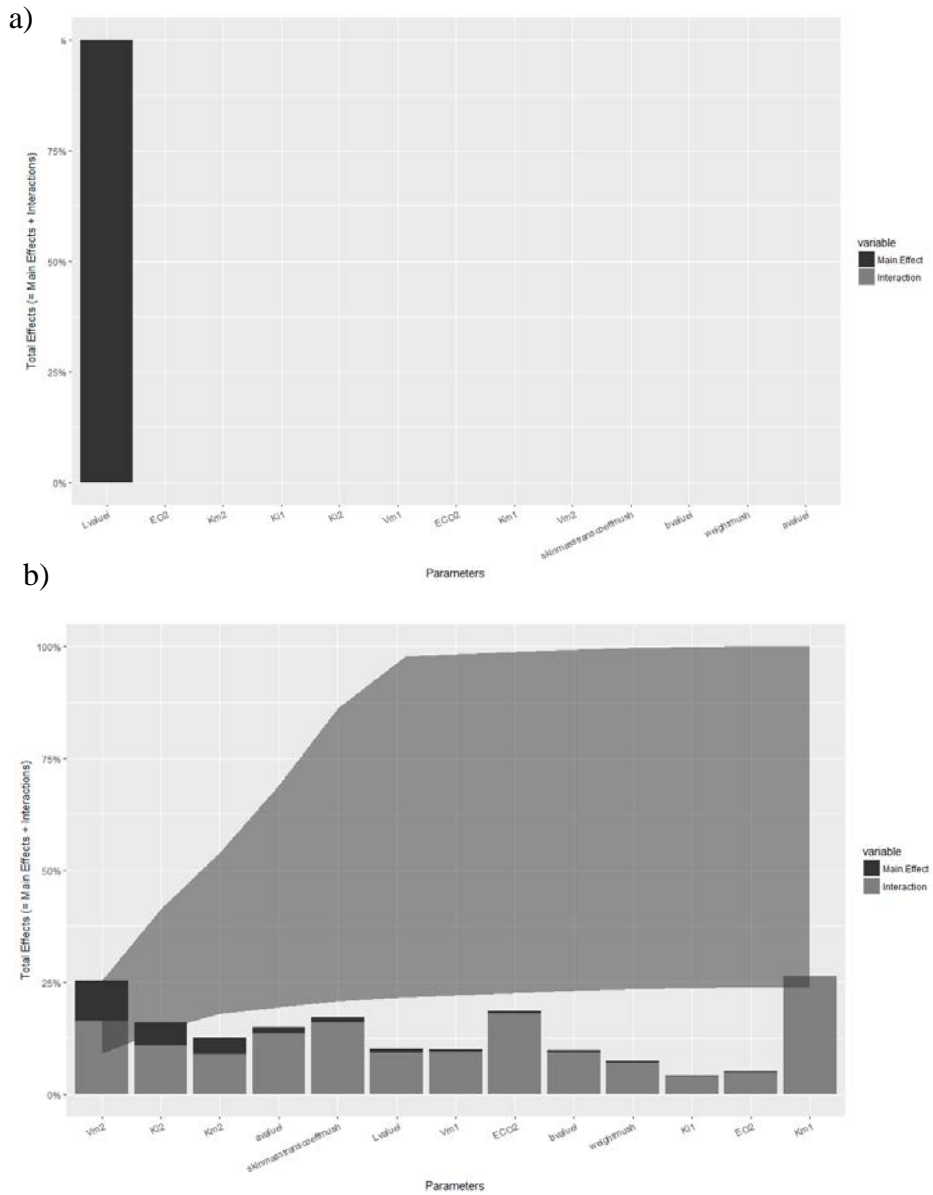 a)
Total Effects (= Main Effects + Interactions)
75%
50%
25%
0%
Lvaluel
EO2
Km2
Ki1
Ki2
Vm1
ECO2
Km1
Vm2
skinmasstranscoeffmush
bvaluel
weightmush
avaluel
Parameters
variable
Main.Effect
Interaction
b)
Total Effects (= Main Effects + Interactions)
100%
75%
50%
25%
0%
Vm2
Ki2
Km2
avaluel
skinmasstranscoeffmush
Lvaluel
Vm1
ECO2
bvaluel
weightmush
Ki1
EO2
Km1
Parameters
variable
Main.Effect
Interaction